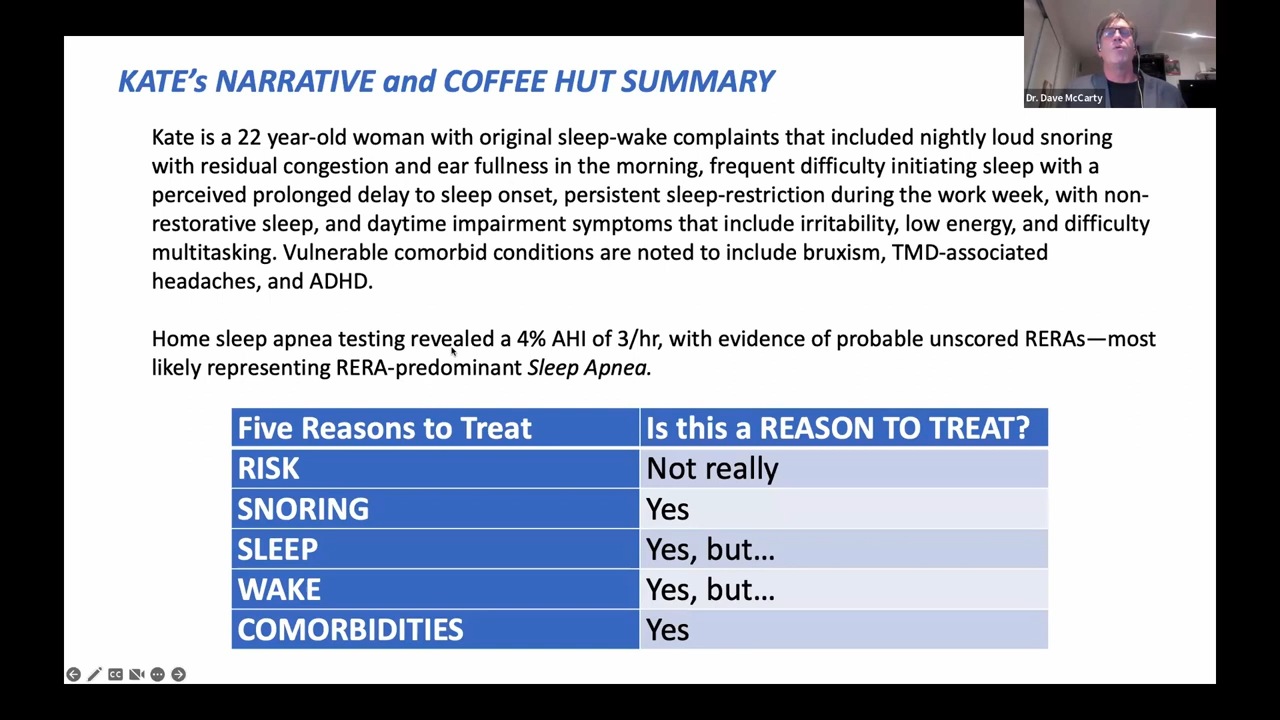 KATE's NARRATIVE and COFFEE HUT SUMMARY
Dr. Dave McCarty
Kate is a 22 year-old woman with original sleep-wake complaints that included nightly loud snoring
with residual congestion and ear fullness in the morning, frequent difficulty initiating sleep with a
perceived prolonged delay to sleep onset, persistent sleep-restriction during the work week, with non-
restorative sleep, and daytime impairment symptoms that include irritability, low energy, and difficulty
multitasking. Vulnerable comorbid conditions are noted to include bruxism, TMD-associated
headaches, and ADHD.
Home sleep apnea testing revealed a 4% AHI of 3/hr, with evidence of probable unscored RERAs—most
likely representing RERA-predominant Sleep Apnea.
Five Reasons to Treat Is this a REASON TO TREAT?
RISK Not really
SNORING Yes
SLEEP Yes, but...
WAKE Yes, but...
COMORBIDITIES Yes
CC